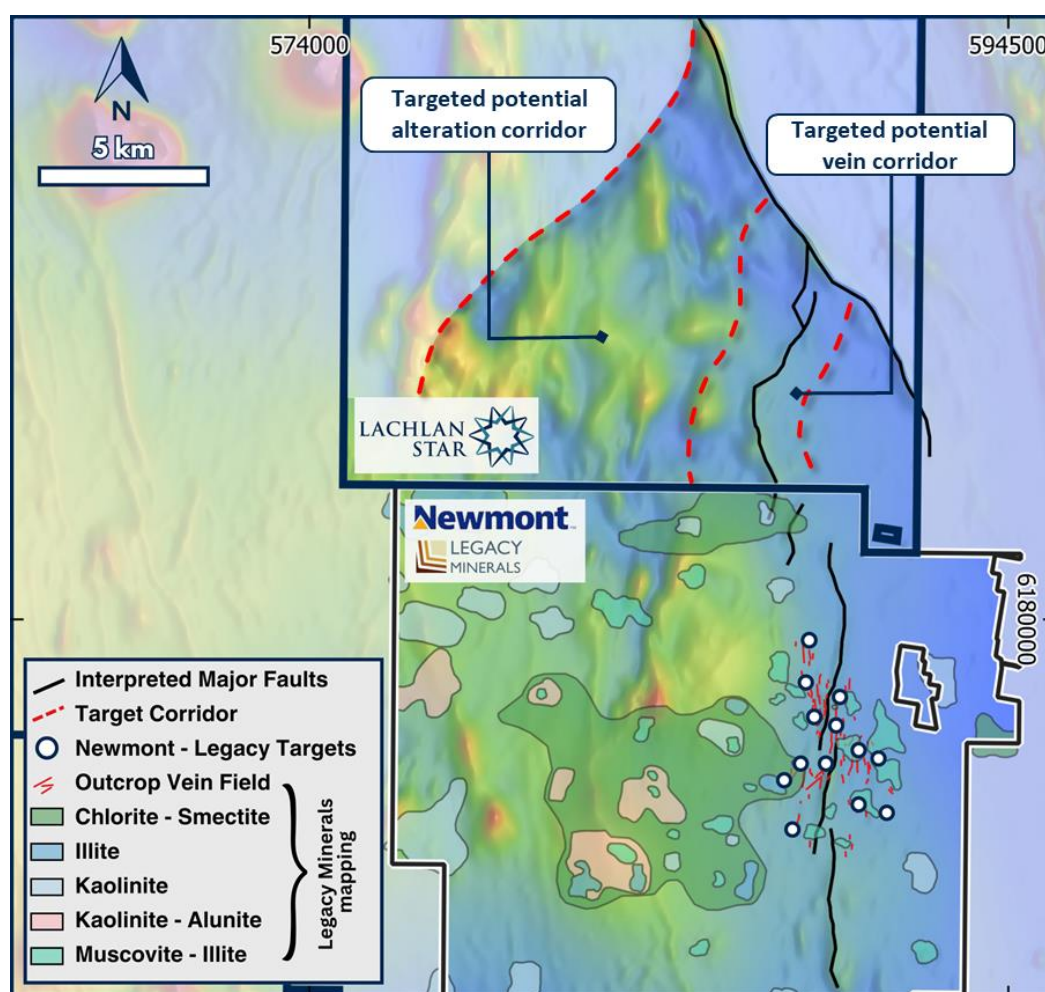 574000
594500
N
5 km
Targeted potential
alteration corridor
Targeted potential
vein corridor
LACHLAN
STAR
Newmont
LEGACY
MINERALS
6180000
Interpreted Major Faults
Target Corridor
Newmont - Legacy Targets
Outcrop Vein Field
Chlorite - Smectite
Illite
Kaolinite
Kaolinite - Alunite
Muscovite - Illite
Legacy Minerals
mapping